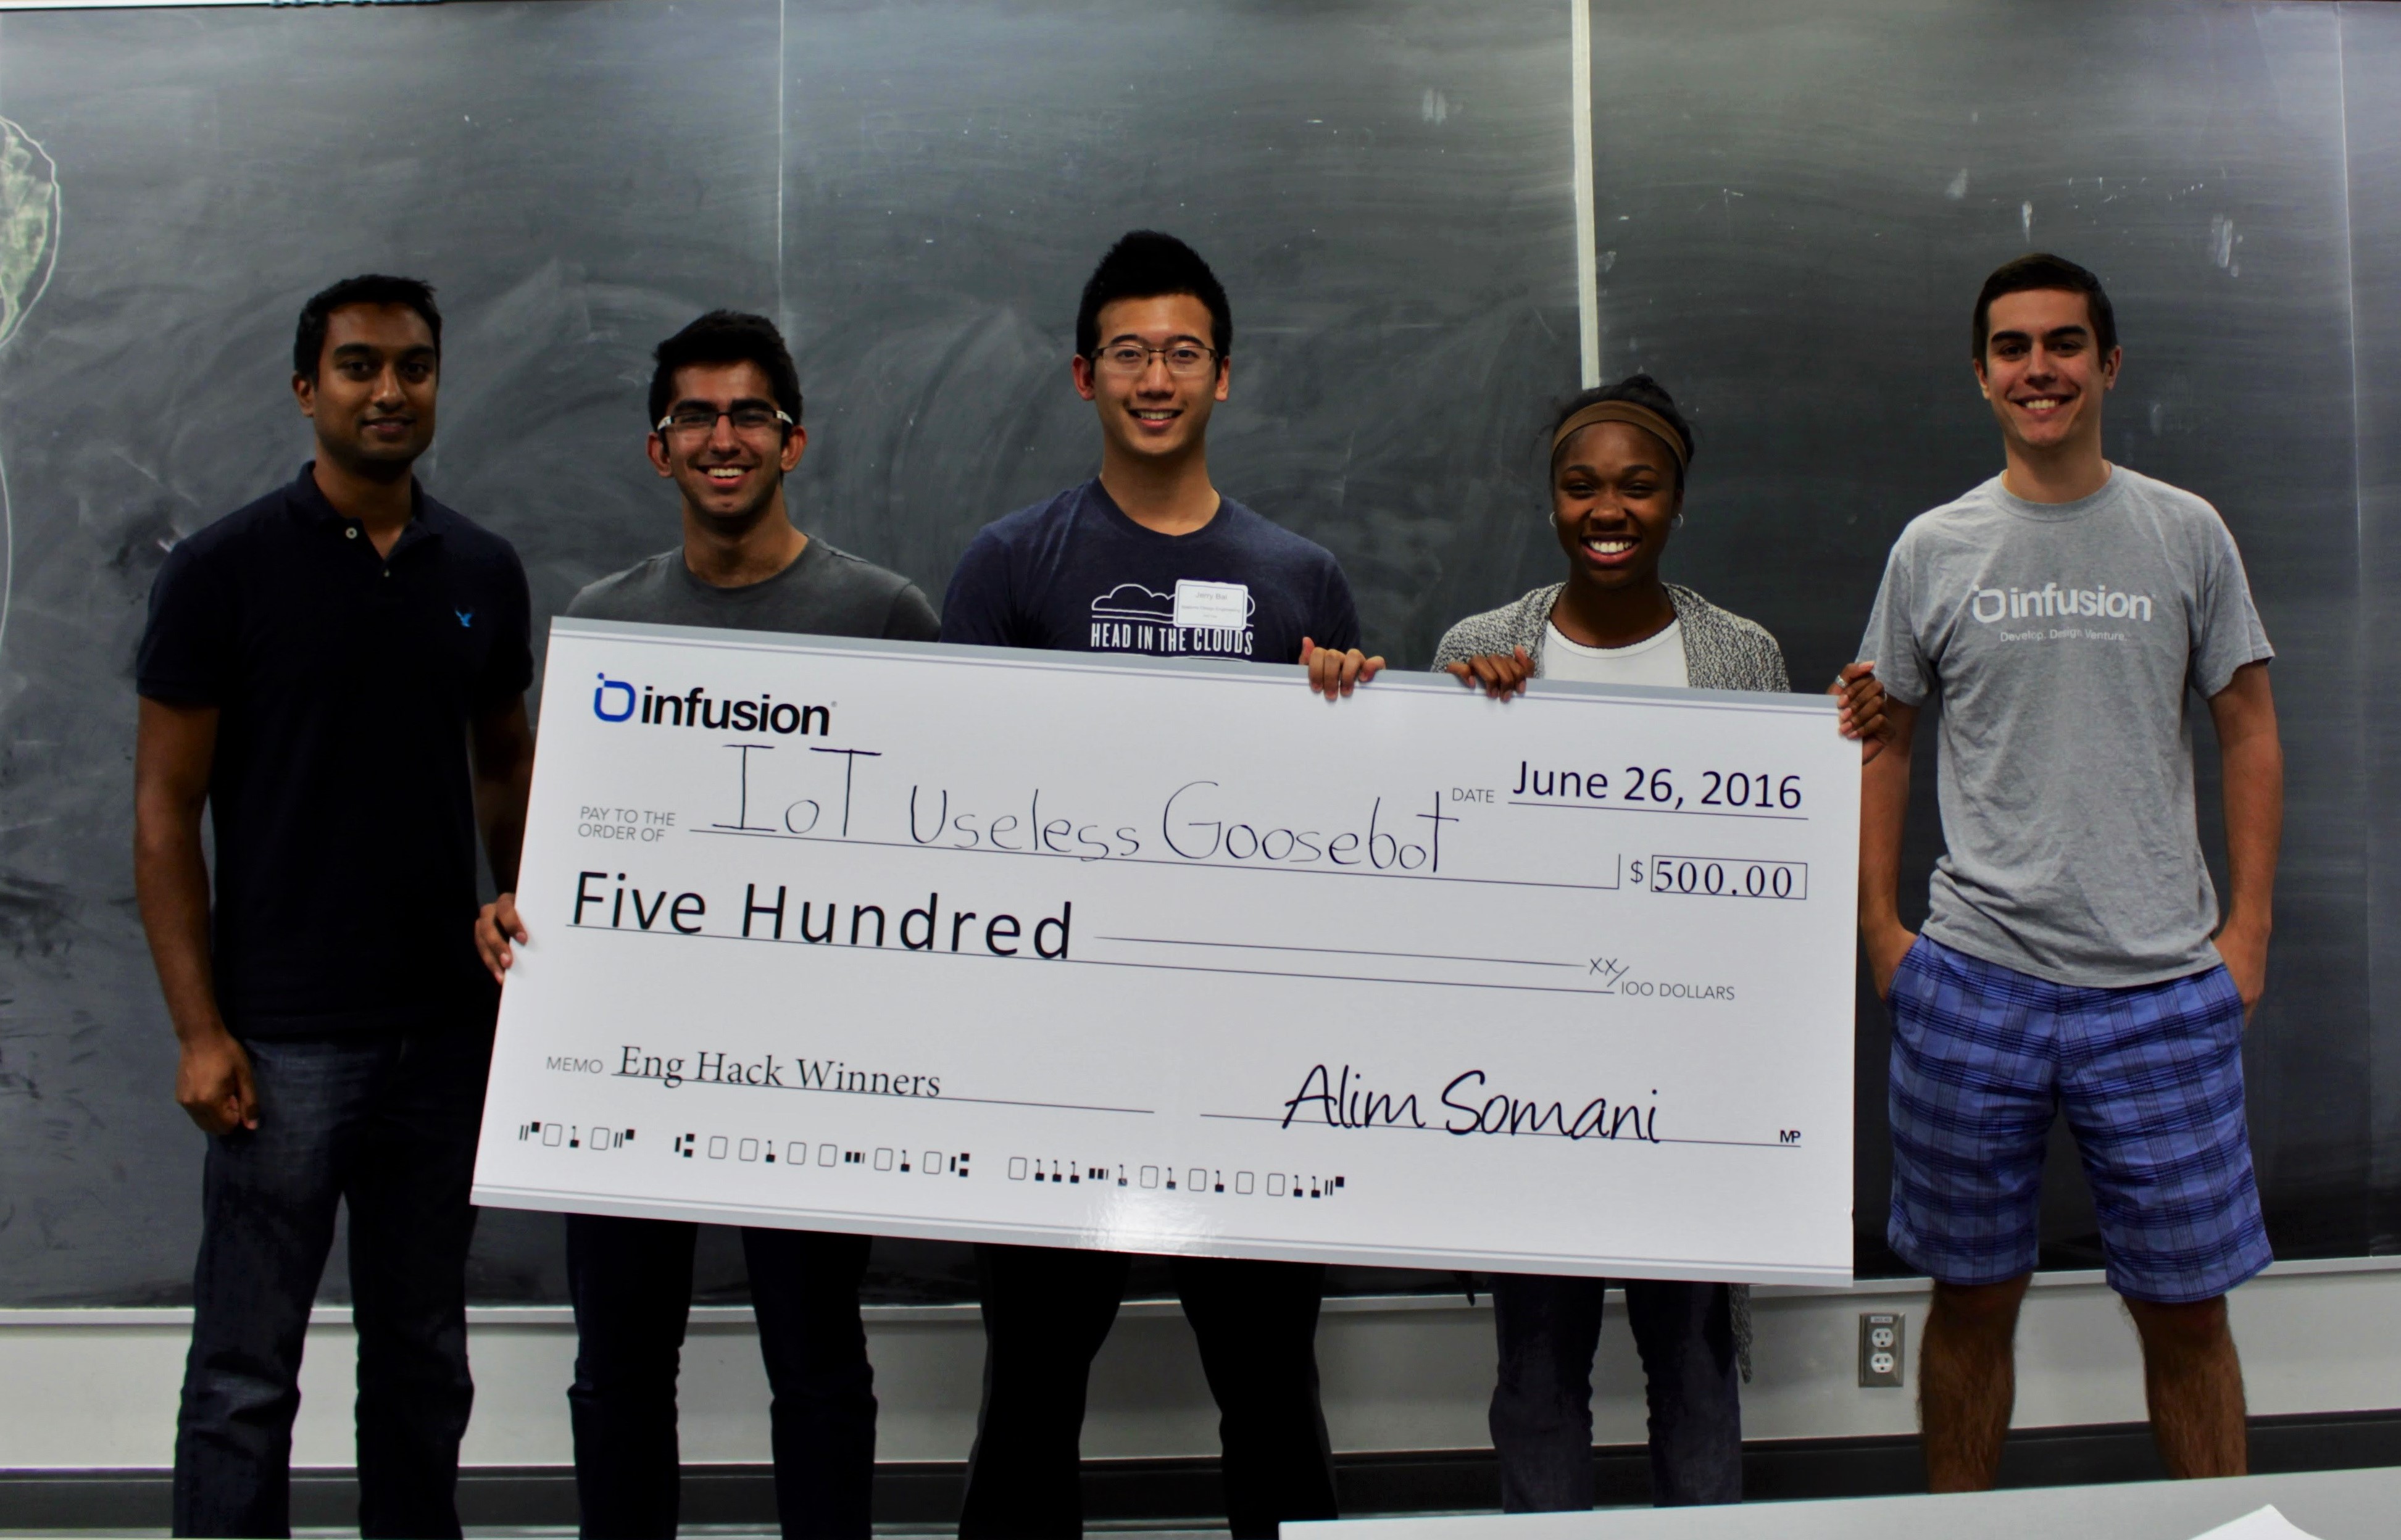 Jerry
HEAD IN THE CLOUDS
infusion
Develop. Design. Venture.
infusion
PAY TO THE
ORDER OF
IoT Useless Goosebot
DATE June 26, 2016
$ 500.00
Five Hundred
xx/100 DOLLARS
MEMO Eng Hack Winners
Alim Somani
MP